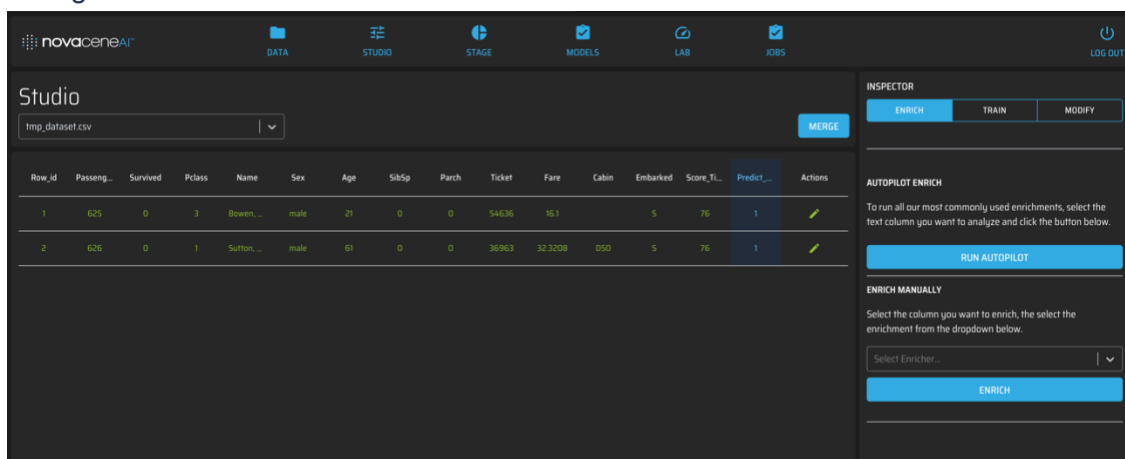 novaceneAI™
DATA
STUDIO
STAGE
MODELS
LAB
JOBS
LOG OUT
Studio
tmp_dataset.csv
MERGE
Row_id Passeng... Survived Pclass Name Sex Age SibSp Parch Ticket Fare Cabin Embarked Score_Ti... Predict_... Actions
1 625 0 3 Bowen, ... male 21 0 0 54636 16.1 S 76 1
2 626 0 1 Sutton, ... male 61 0 0 36963 32.3208 D50 S 76 1
INSPECTOR
ENRICH TRAIN MODIFY
AUTOPILOT ENRICH
To run all our most commonly used enrichments, select the
text column you want to analyze and click the button below.
RUN AUTOPILOT
ENRICH MANUALLY
Select the column you want to enrich, the select the
enrichment from the dropdown below.
Select Enricher...
ENRICH